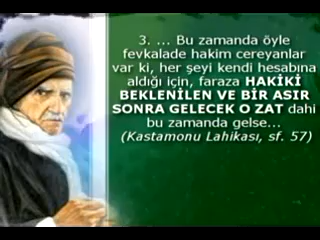 3. ... Bu zamanda öyle
fevkalade hakim cereyanlar
var ki, her şeyi kendi hesabına
aldığı için, faraza HAKİKİ
BEKLENİLEN VE BİR ASIR
SONRA GELECEK O ZAT dahi
bu zamanda gelse...
(Kastamonu Lahikası, sf. 57)